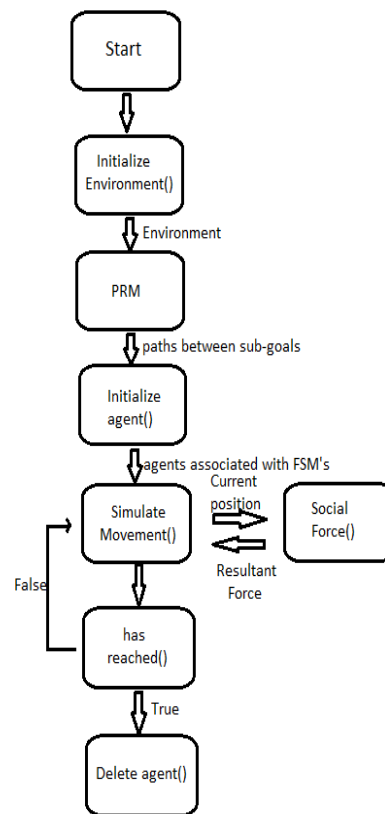 Start
Initialize
Environment()
Environment
PRM
paths between sub-goals
Initialize
agent()
agents associated with FSM's
Current
position
Simulate
Movement()
Social
Force()
Resultant
Force
False
has
reached()
True
Delete agent()